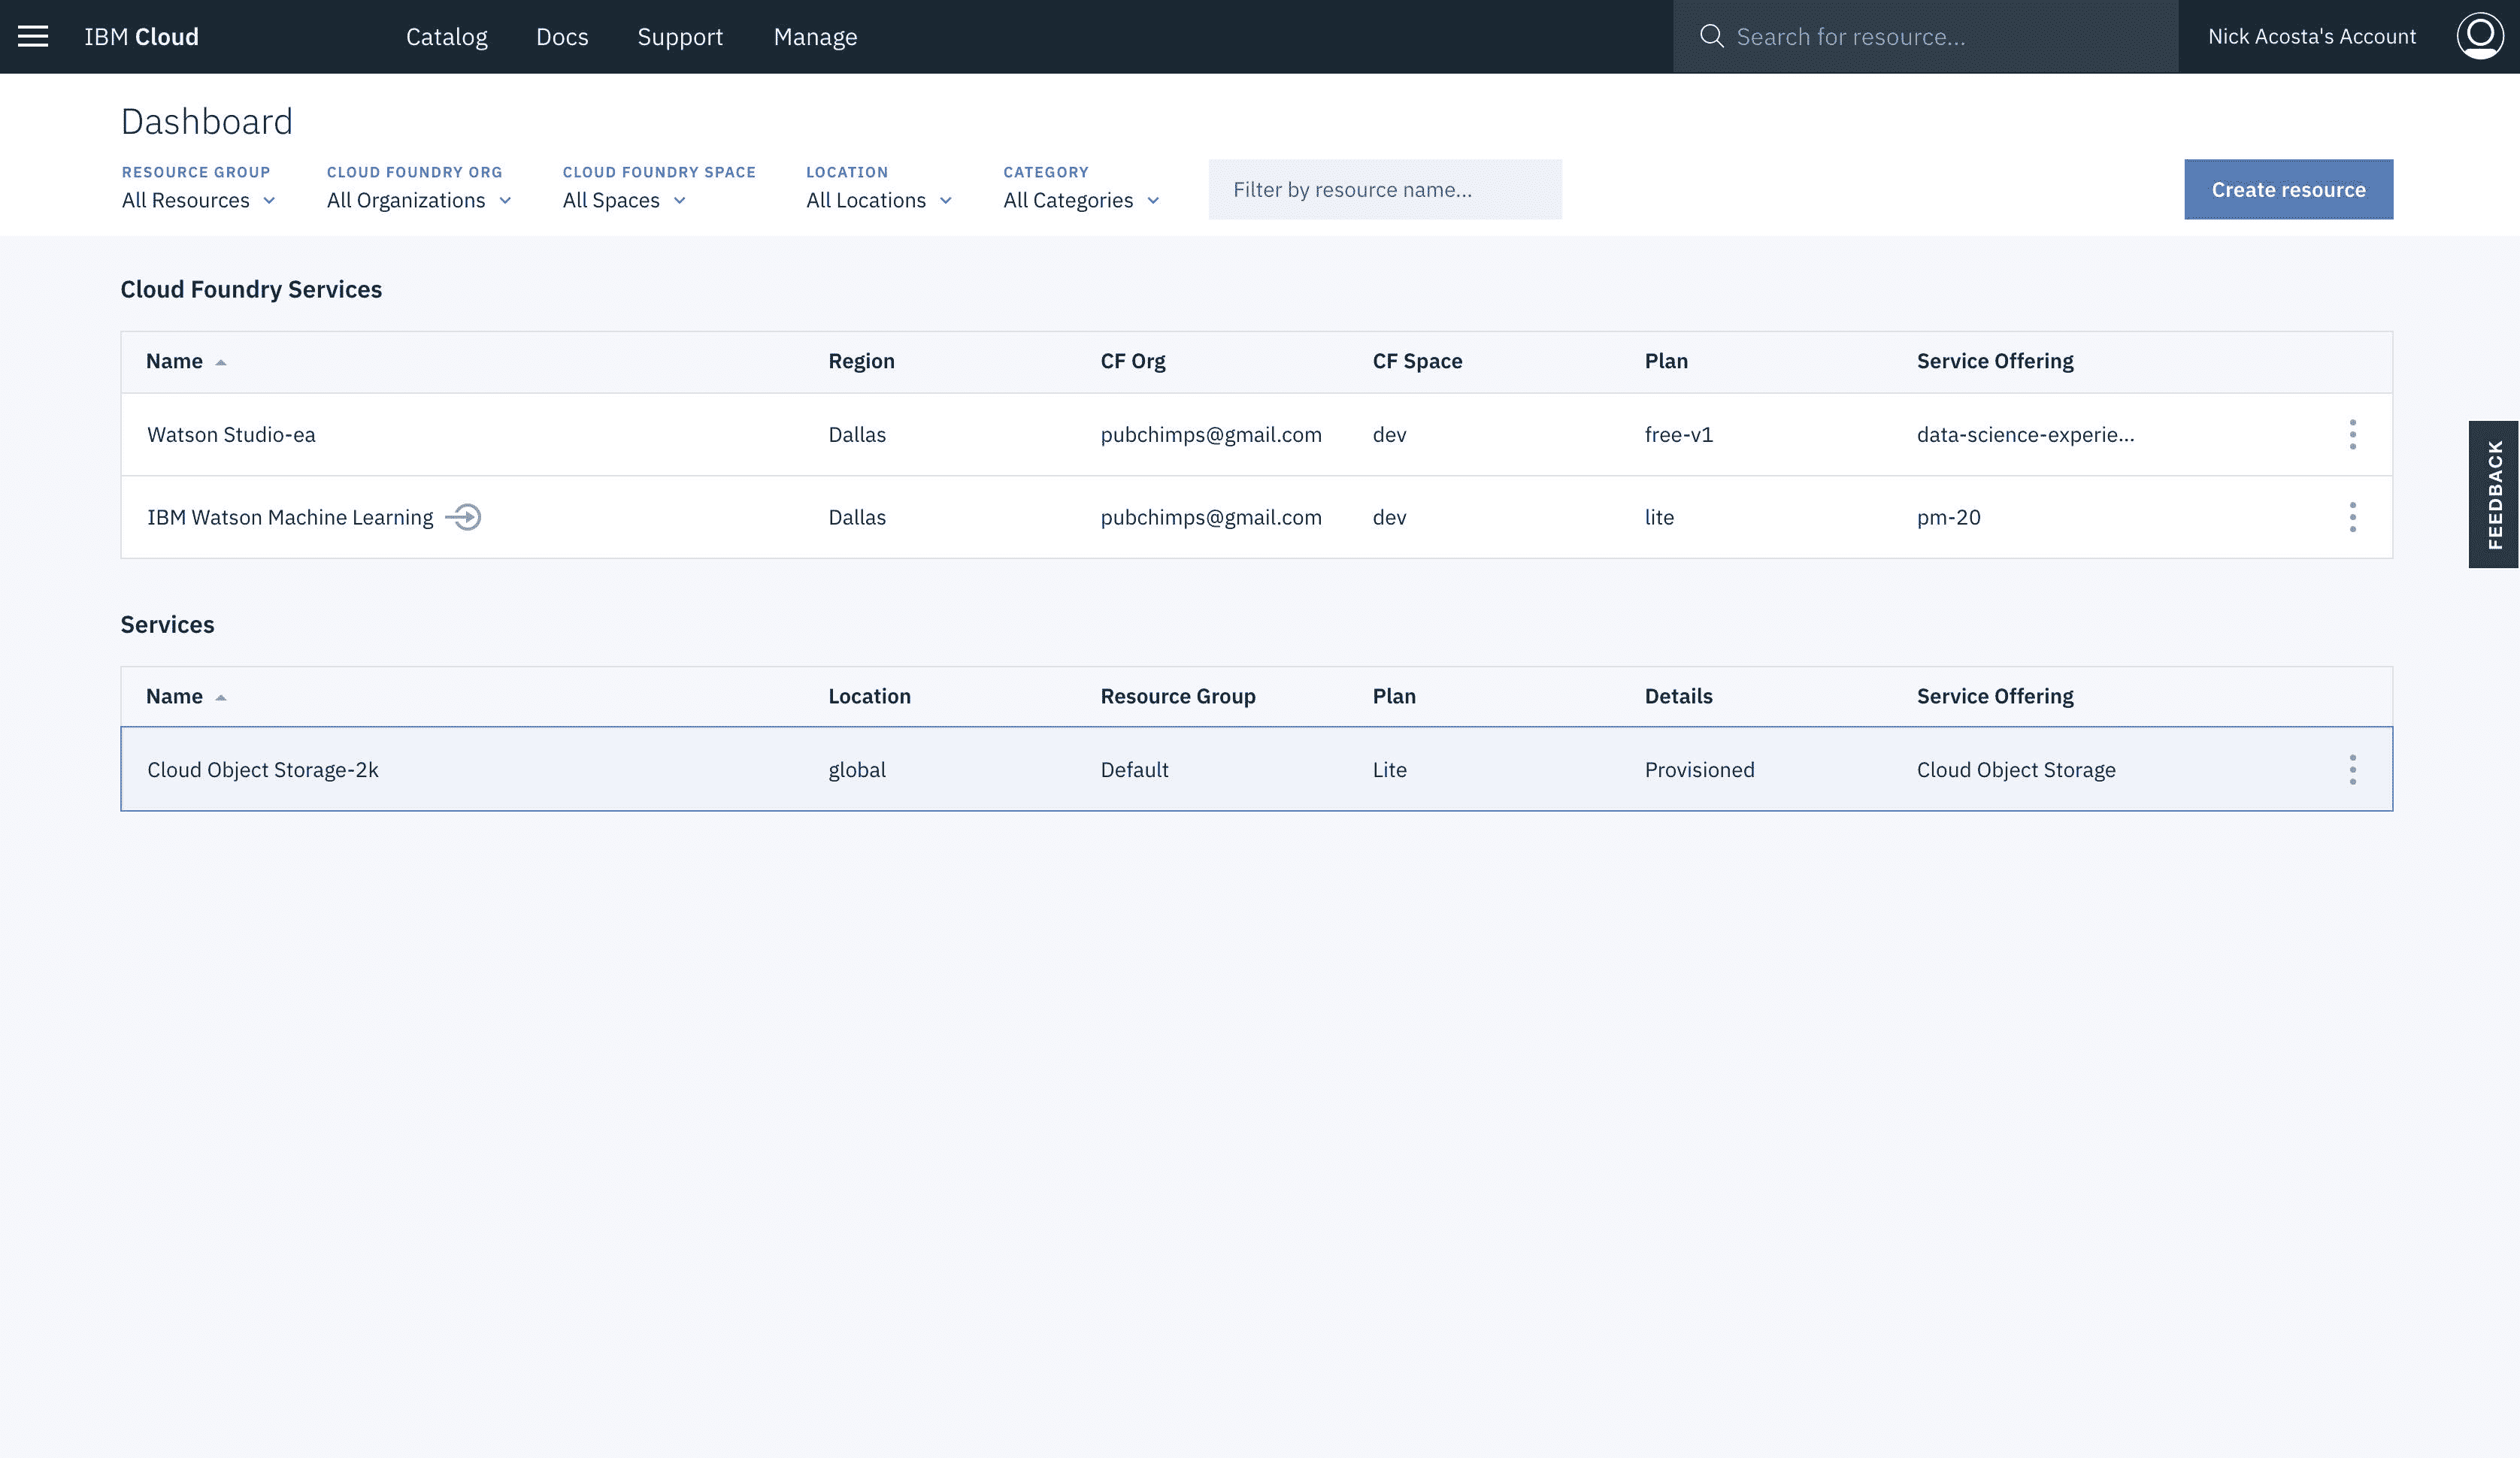 IBM Cloud Catalog Docs Support Manage Search for resource... Nick Acosta's Account
Dashboard
RESOURCE GROUP CLOUD FOUNDRY ORG CLOUD FOUNDRY SPACE LOCATION CATEGORY
All Resources All Organizations All Spaces All Locations All Categories Filter by resource name... Create resource
Cloud Foundry Services
Name Region CF Org CF Space Plan Service Offering
Watson Studio-ea Dallas pubchimps@gmail.com dev free-v1 data-science-experie...
IBM Watson Machine Learning Dallas pubchimps@gmail.com dev lite pm-20
FEEDBACK
Services
Name Location Resource Group Plan Details Service Offering
Cloud Object Storage-2k global Default Lite Provisioned Cloud Object Storage